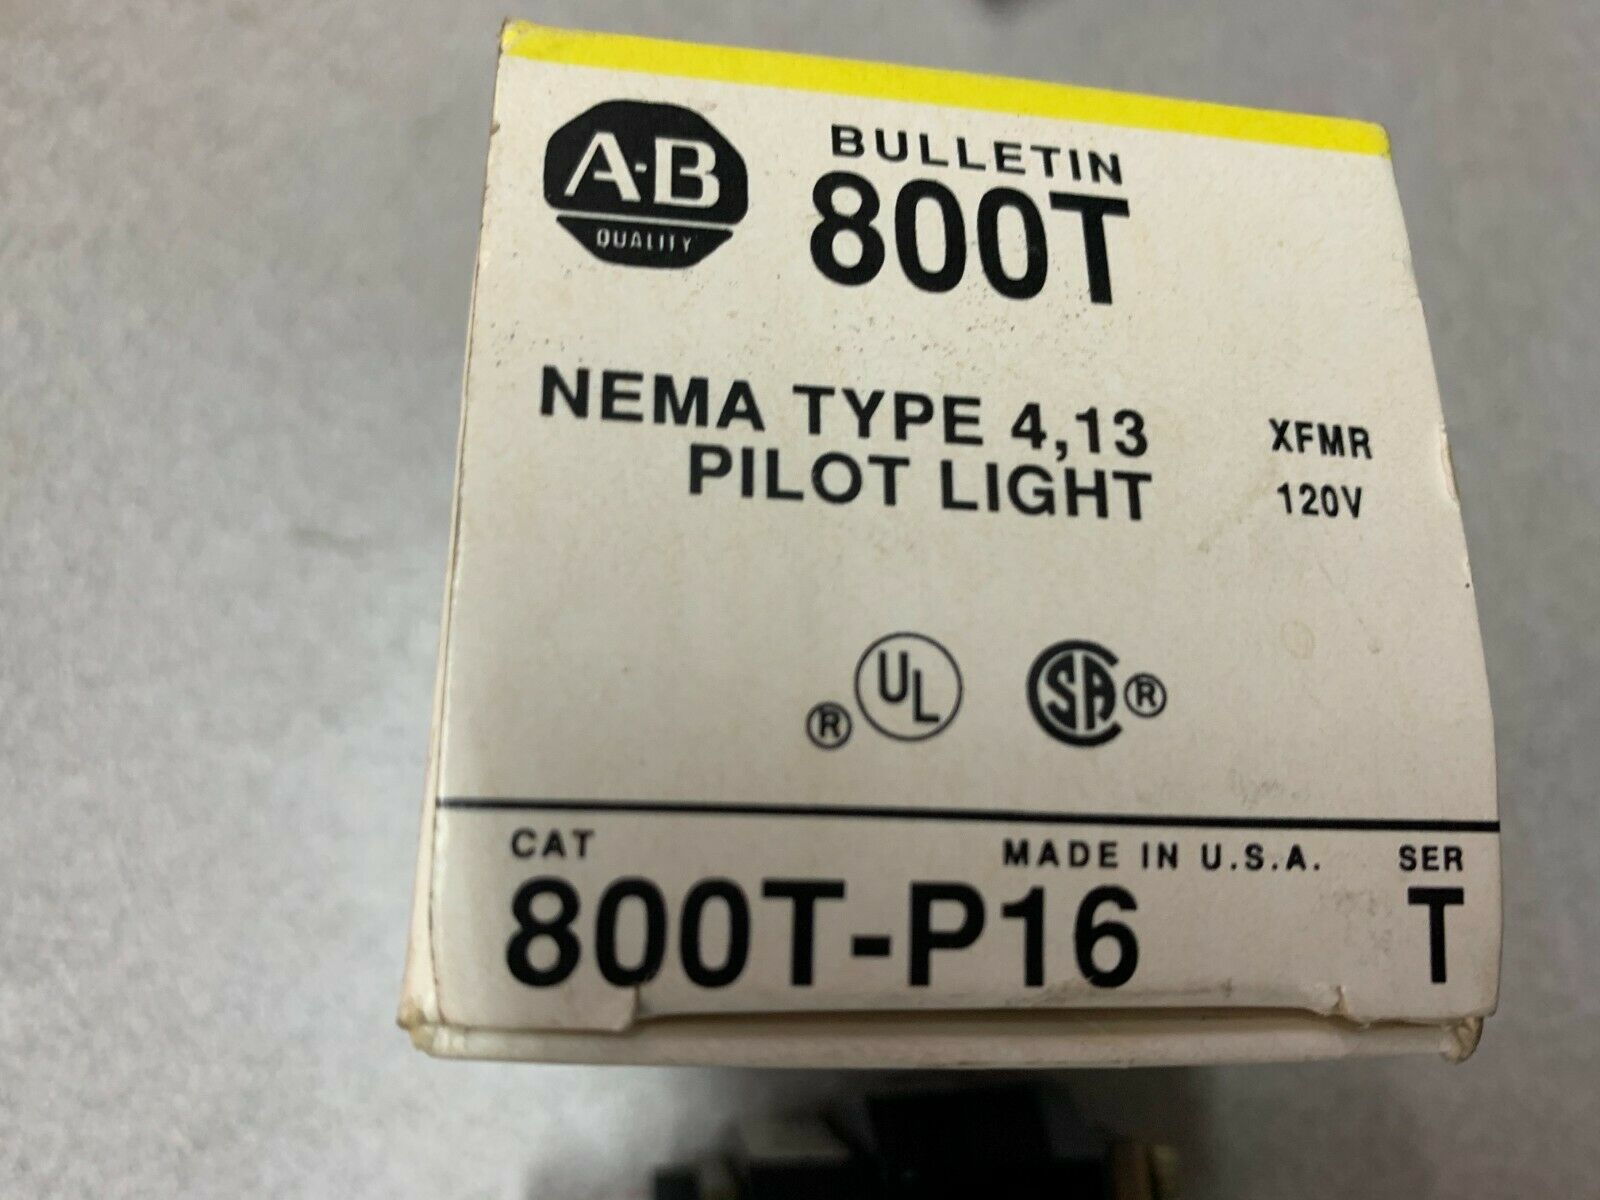 A-B
QUALITY
BULLETIN
800T
NEMA TYPE 4,13
PILOT LIGHT
XFMR
120V
® UL
SA ®
CAT
MADE IN U.S.A.
SER
800T-P16
T